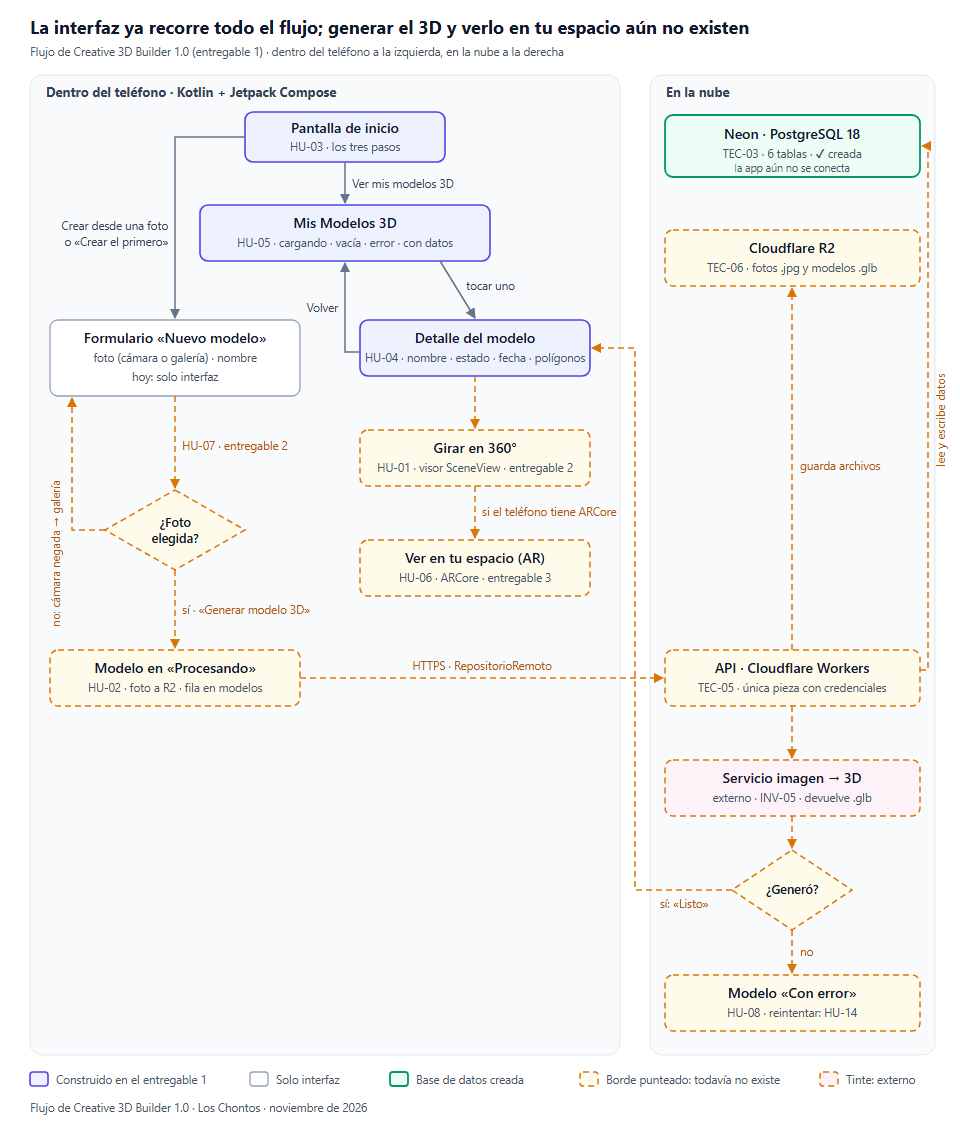 La interfaz ya recorre todo el flujo; generar el 3D y verlo en tu espacio aún no existen
Flujo de Creative 3D Builder 1.0 (entregable 1) · dentro del teléfono a la izquierda, en la nube a la derecha
Dentro del teléfono · Kotlin + Jetpack Compose
Pantalla de inicio
HU-03 · los tres pasos
Ver mis modelos 3D
Crear desde una foto
o «Crear el primero»
Mis Modelos 3D
HU-05 · cargando · vacía · error · con datos
Volver
tocar uno
Formulario «Nuevo modelo»
foto (cámara o galería) · nombre
hoy: solo interfaz
Detalle del modelo
HU-04 · nombre · estado · fecha · polígonos
HU-07 · entregable 2
Girar en 360°
HU-01 · visor SceneView · entregable 2
¿Foto
elegida?
no: cámara negada → galería
si el teléfono tiene ARCore
Ver en tu espacio (AR)
HU-06 · ARCore · entregable 3
sí · «Generar modelo 3D»
Modelo en «Procesando»
HU-02 · foto a R2 · fila en modelos
HTTPS · RepositorioRemoto
En la nube
Neon · PostgreSQL 18
TEC-03 · 6 tablas · ✓ creada
la app aún no se conecta
Cloudflare R2
TEC-06 · fotos .jpg y modelos .glb
lee y escribe datos
guarda archivos
API · Cloudflare Workers
TEC-05 · única pieza con credenciales
Servicio imagen → 3D
externo · INV-05 · devuelve .glb
¿Generó?
sí: «Listo»
no
Modelo «Con error»
HU-08 · reintentar: HU-14
Construido en el entregable 1
Solo interfaz
Base de datos creada
Borde punteado: todavía no existe
Tinte: externo
Flujo de Creative 3D Builder 1.0 · Los Chontos · noviembre de 2026